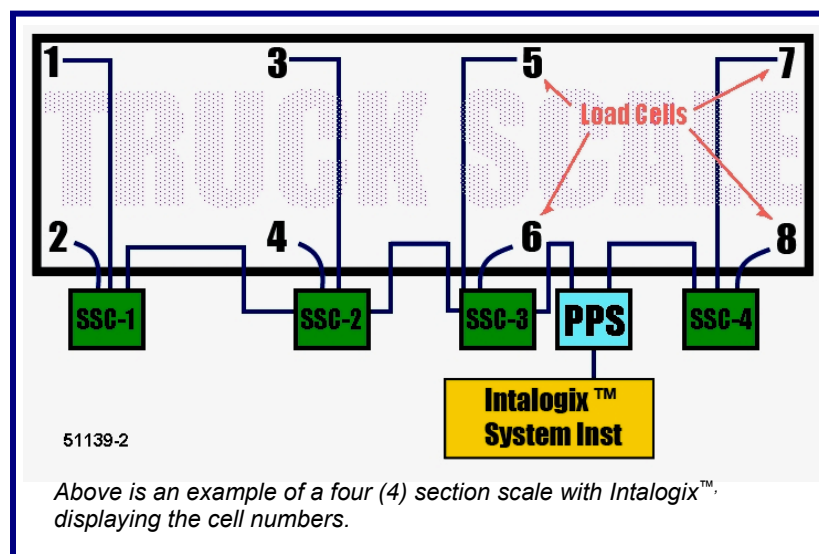 1 3 5 7
TRUCK SCALE
Load Cells
2 4 6 8
SSC-1 SSC-2 SSC-3 PPS SSC-4
Intalogix ™
System Inst
51139-2
Above is an example of a four (4) section scale with Intalogix™,
displaying the cell numbers.